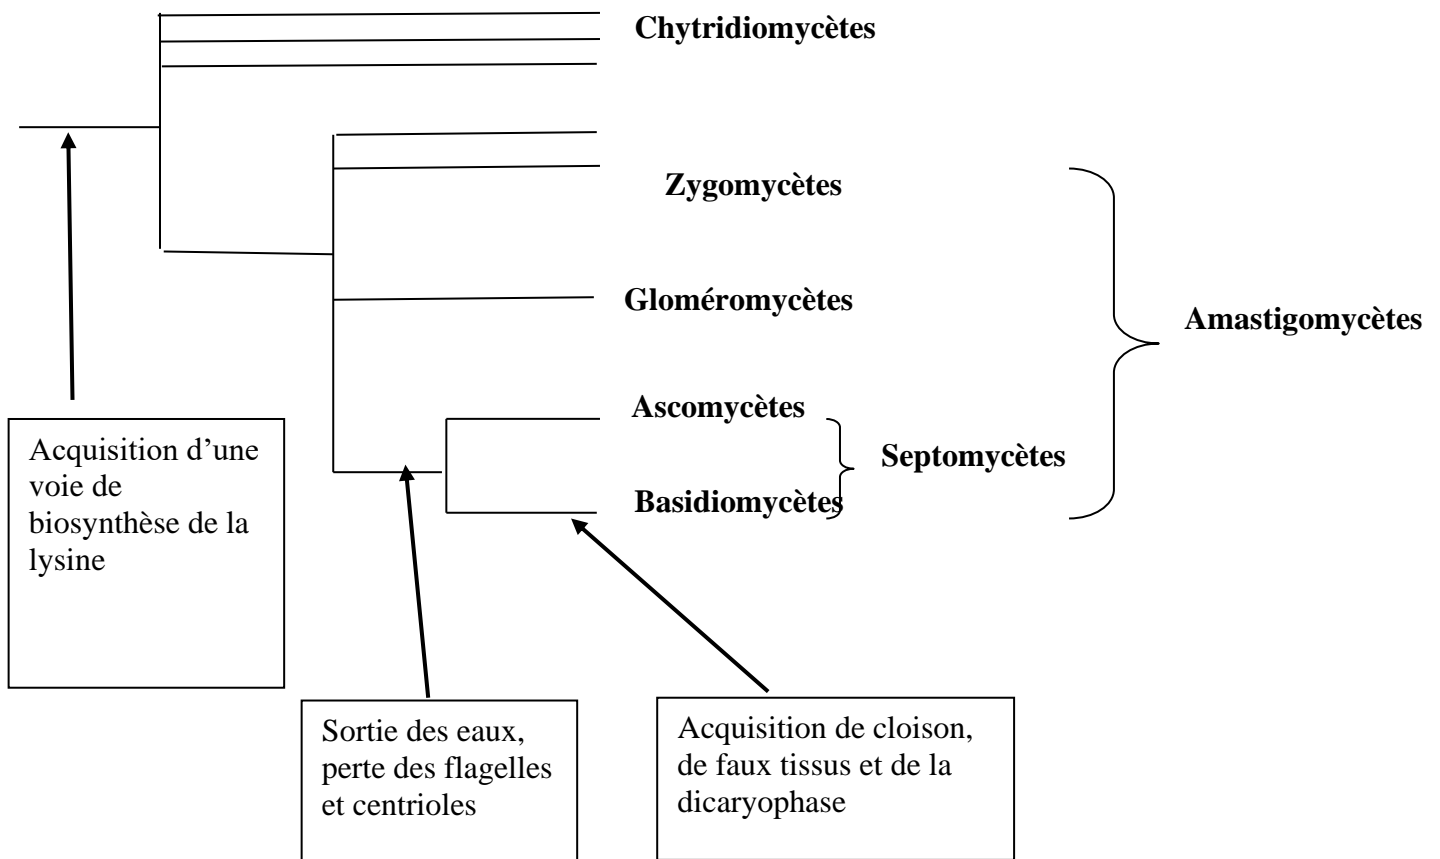 Chytridiomycètes
Zygomycètes
Gloméromycètes
Amastigomycètes
Ascomycètes
Septomycètes
Basidiomycètes
Acquisition d’une
voie de
biosynthèse de la
lysine
Sortie des eaux,
perte des flagelles
et centrioles
Acquisition de cloison,
de faux tissus et de la
dicaryophase